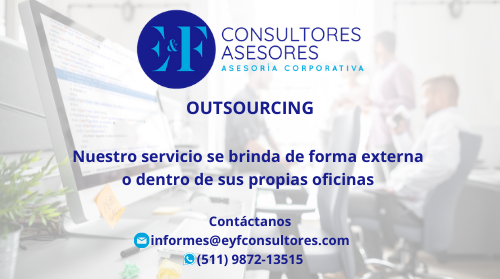 E&F
CONSULTORES
ASESORES
ASESORÍA CORPORATIVA
OUTSOURCING
Nuestro servicio se brinda de forma externa
o dentro de sus propias oficinas
Contáctanos
informes@eyfconsultores.com
(511) 9872-13515